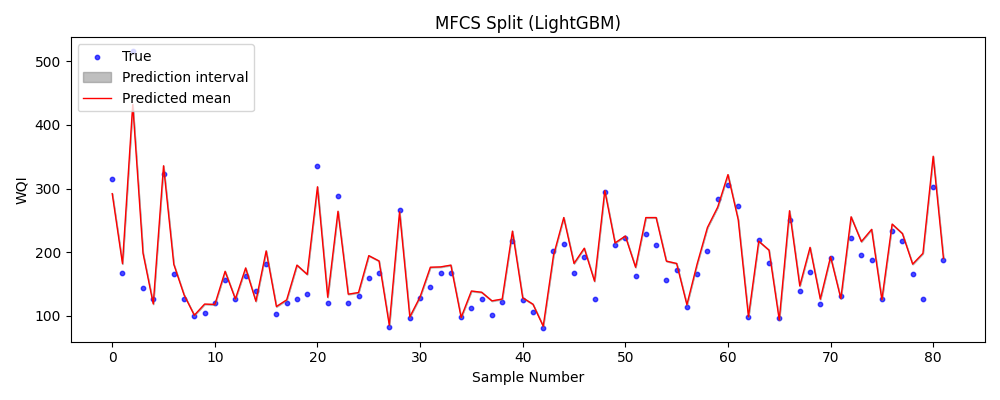 MFCS Split (LightGBM)
True
Prediction interval
Predicted mean
WQI
500
400
300
200
100
0 10 20 30 40 50 60 70 80
Sample Number